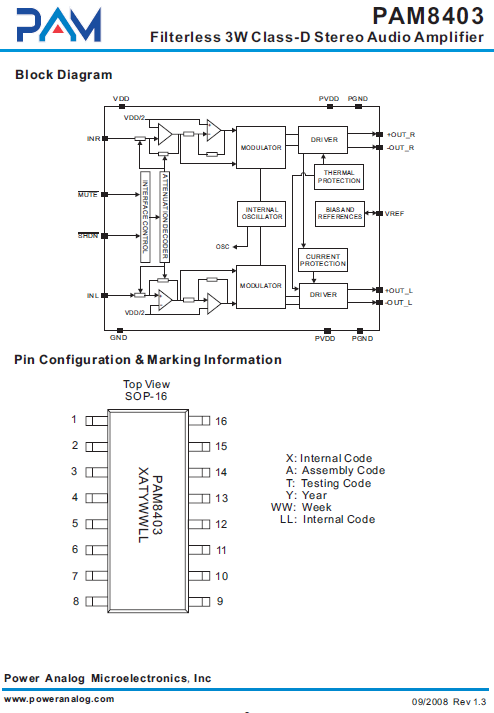 PAM
PAM8403
Filterless 3W Class-D Stereo Audio Amplifier
Block Diagram
VDD
PVDD
PGND
VDD/2
INR
MODULATOR
DRIVER
+OUT_R
-OUT_R
THERMAL
PROTECTION
MUTE
INTERFACE CONTROL
ATTENUATION DECODER
INTERNAL
OSCILLATOR
BIAS AND
REFERENCES
VREF
SHDN
OSC
CURRENT
PROTECTION
INL
MODULATOR
DRIVER
+OUT_L
-OUT_L
VDD/2
GND
PVDD
PGND
Pin Configuration & Marking Information
Top View
SOP-16
1
2
3
4
5
6
7
8
PAM8403
XATYWWLL
16
15
14
13
12
11
10
9
X: Internal Code
A: Assembly Code
T: Testing Code
Y: Year
WW: Week
LL: Internal Code
Power Analog Microelectronics, Inc
www.poweranalog.com
09/2008 Rev 1.3